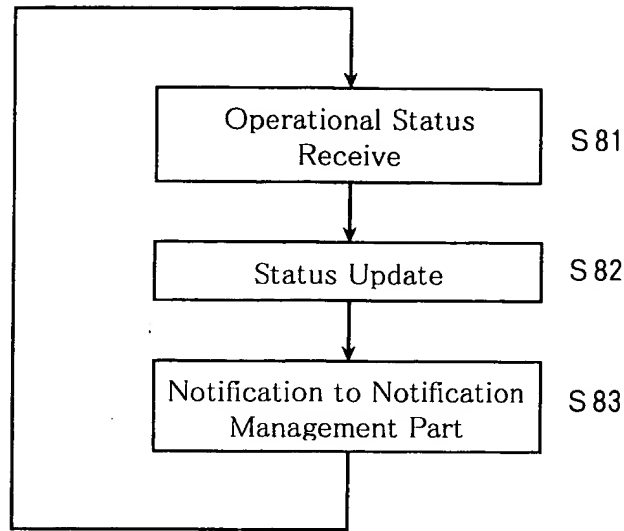 Operational Status
Receive
S 81
Status Update
S 82
Notification to Notification
Management Part
S 83